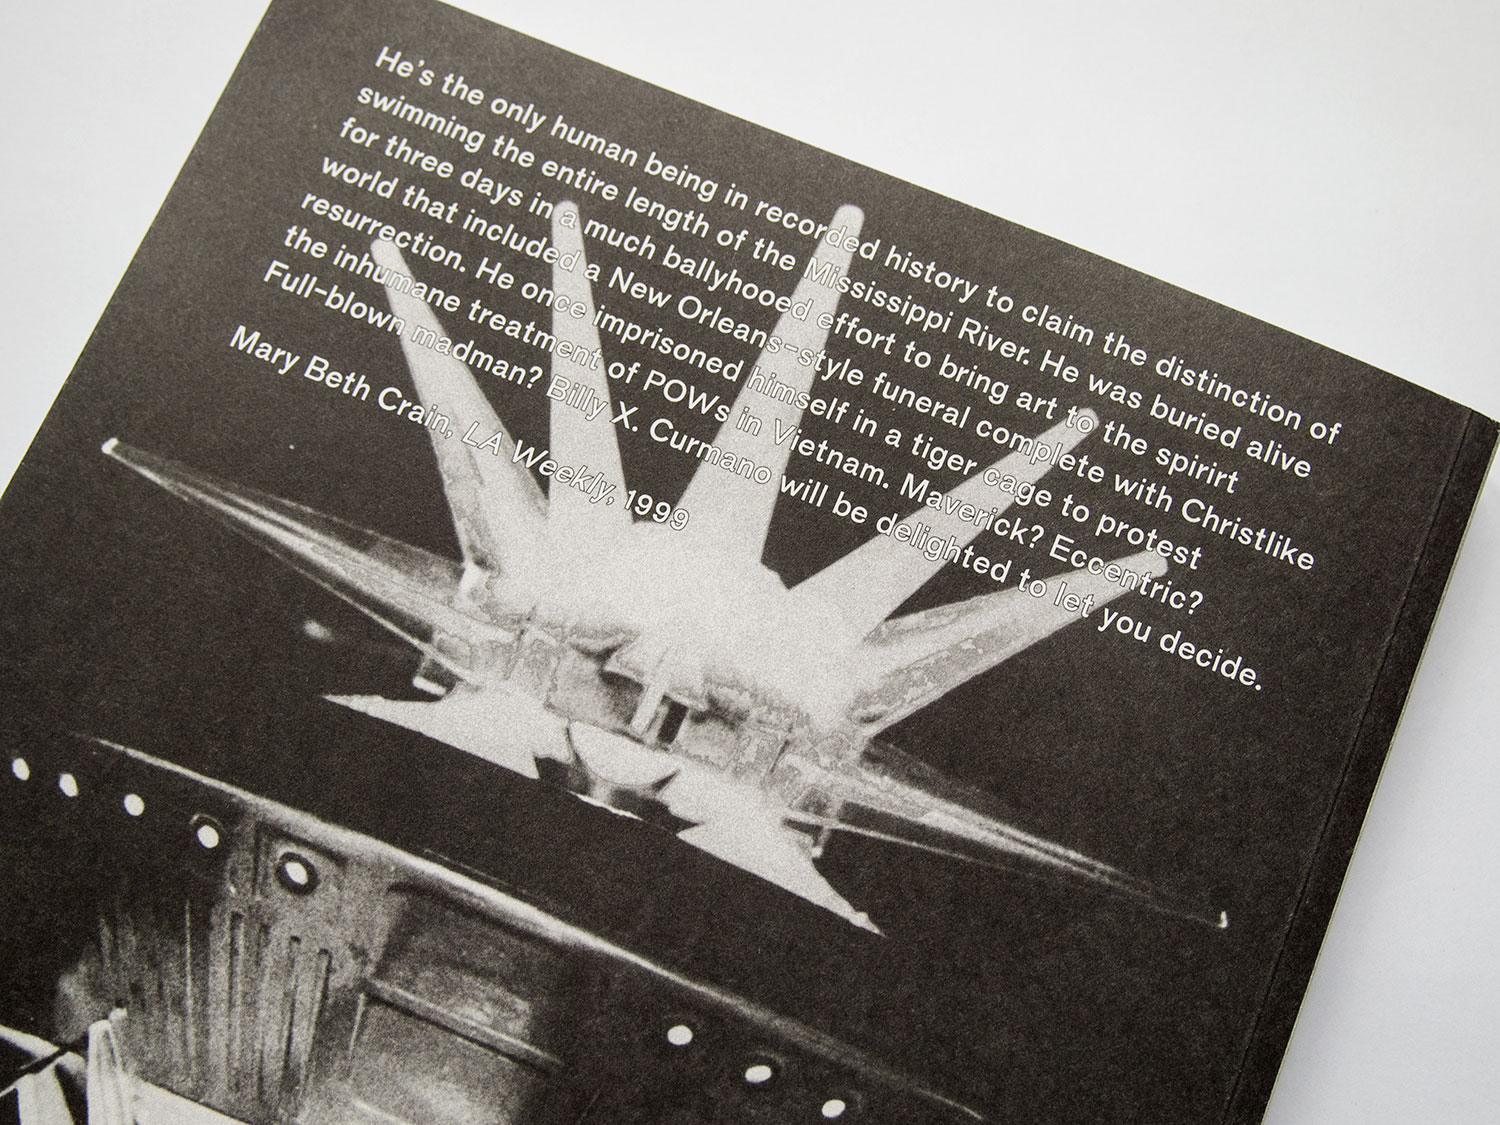 He's the only human being in recorded history to claim the distinction of
swimming the entire length of the Mississippi River. He was buried alive
for three days in a much ballyhooed effort to bring art to the spirirt
world that included a New Orleans-style funeral complete with Christlike
resurrection. He once imprisoned himself in a tiger cage to protest
the inhumane treatment of POWs in Vietnam. Maverick? Eccentric?
Full-blown madman? Billy X. Curmano will be delighted to let you decide.
Mary Beth Crain, LA Weekly, 1999